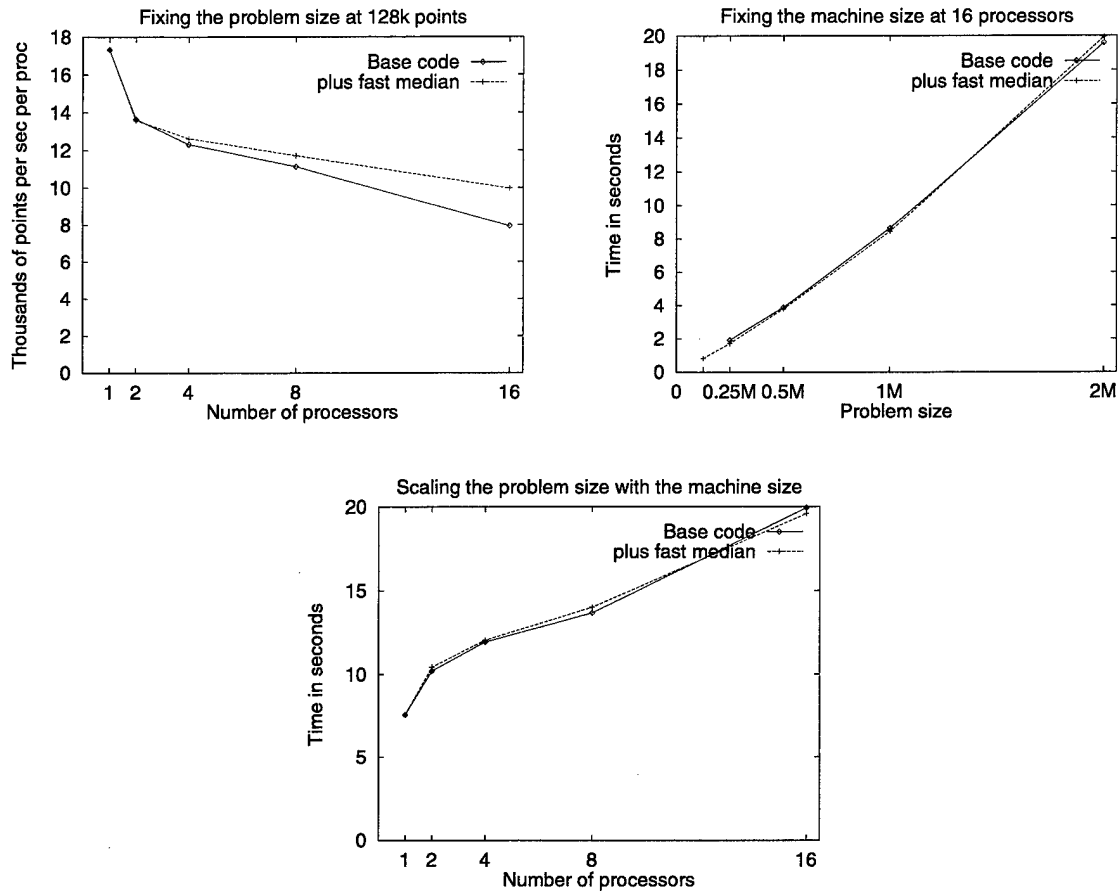 Fixing the problem size at 128k points
Thousands of points per sec per proc
18
16
14
12
10
8
6
4
2
0
Base code
plus fast median
1 2 4 8 16
Number of processors
Fixing the machine size at 16 processors
Time in seconds
20
18
16
14
12
10
8
6
4
2
0
Base code
plus fast median
0 0.25M 0.5M 1M 2M
Problem size
Scaling the problem size with the machine size
Time in seconds
20
15
10
5
0
Base code
plus fast median
1 2 4 8 16
Number of processors